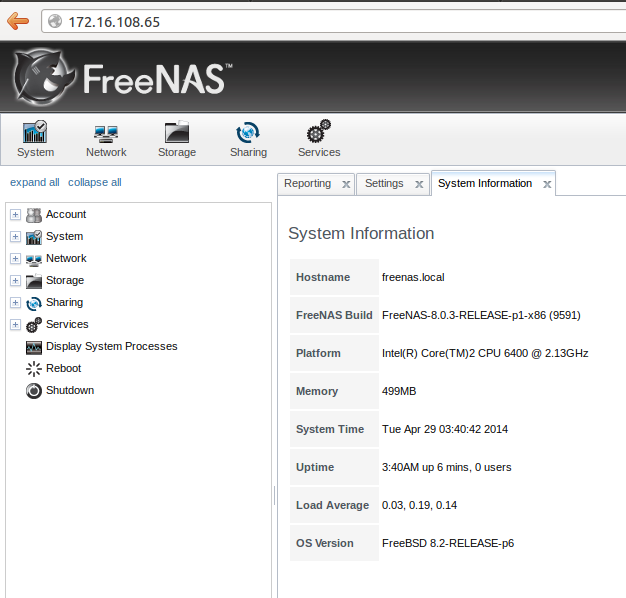 172.16.108.65
FreeNAS™
System Network Storage Sharing Services
expand all collapse all
Account
System
Network
Storage
Sharing
Services
Display System Processes
Reboot
Shutdown
Reporting x Settings x System Information x
System Information
Hostname freenas.local
FreeNAS Build FreeNAS-8.0.3-RELEASE-p1-x86 (9591)
Platform Intel(R) Core(TM)2 CPU 6400 @ 2.13GHz
Memory 499MB
System Time Tue Apr 29 03:40:42 2014
Uptime 3:40AM up 6 mins, 0 users
Load Average 0.03, 0.19, 0.14
OS Version FreeBSD 8.2-RELEASE-p6